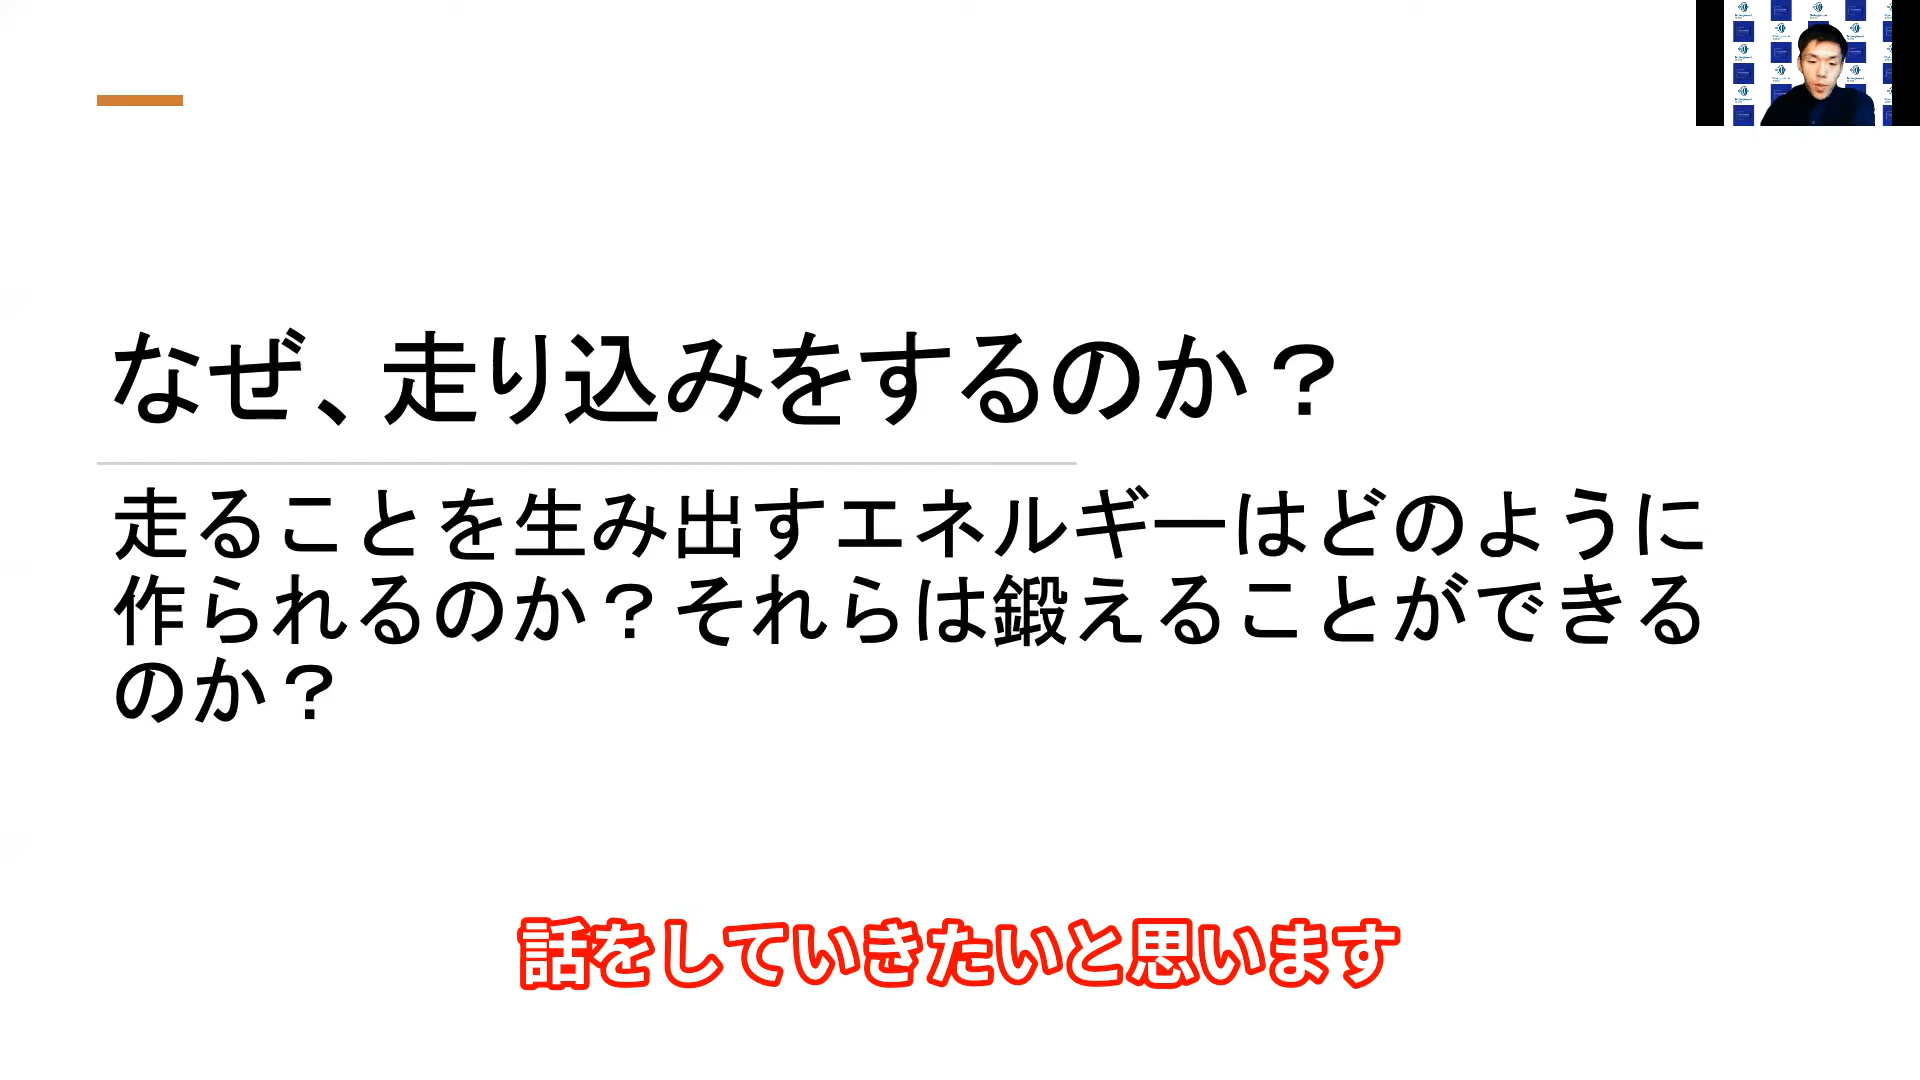 なぜ、走り込みをするのか？
走ることを生み出すエネルギーはどのように
作られるのか？それらは鍛えることができる
のか？
話をしていきたいと思います